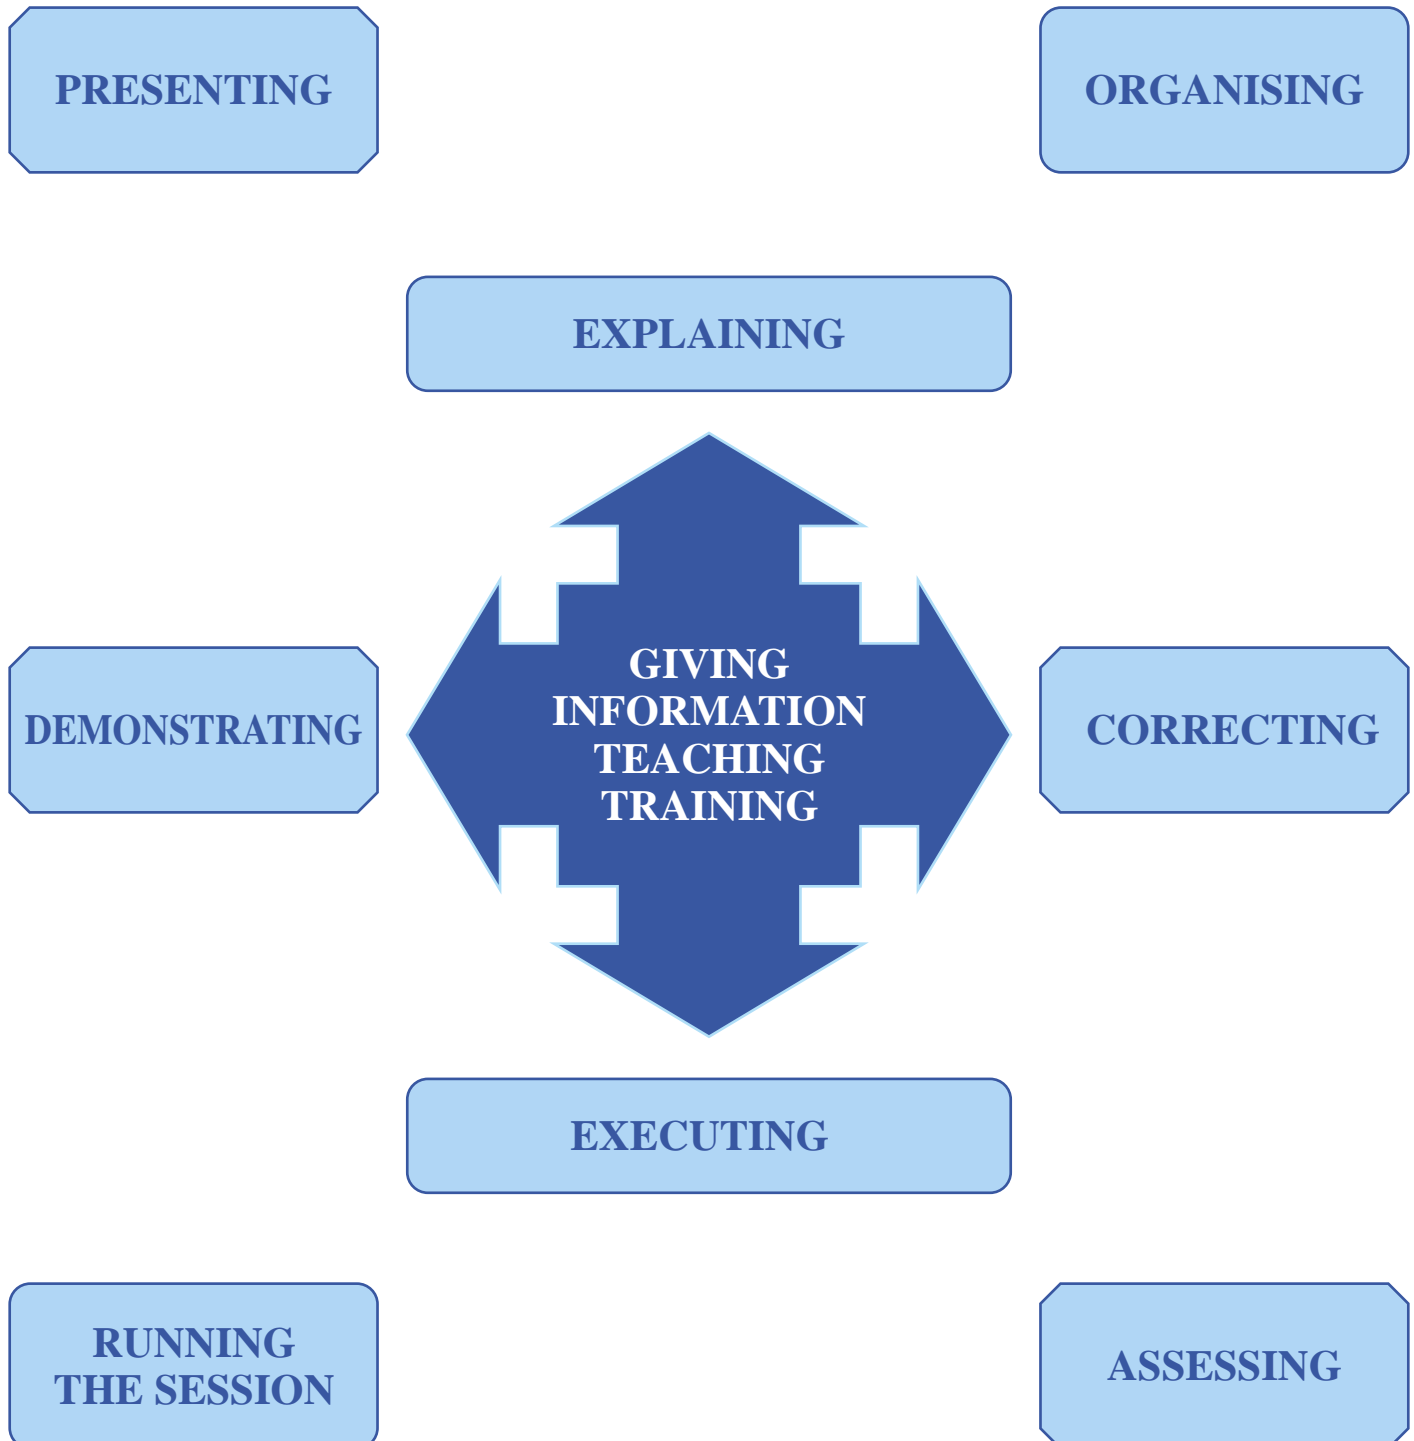 PRESENTING
ORGANISING
EXPLAINING
GIVING
INFORMATION
TEACHING
TRAINING
DEMONSTRATING
CORRECTING
EXECUTING
RUNNING
THE SESSION
ASSESSING